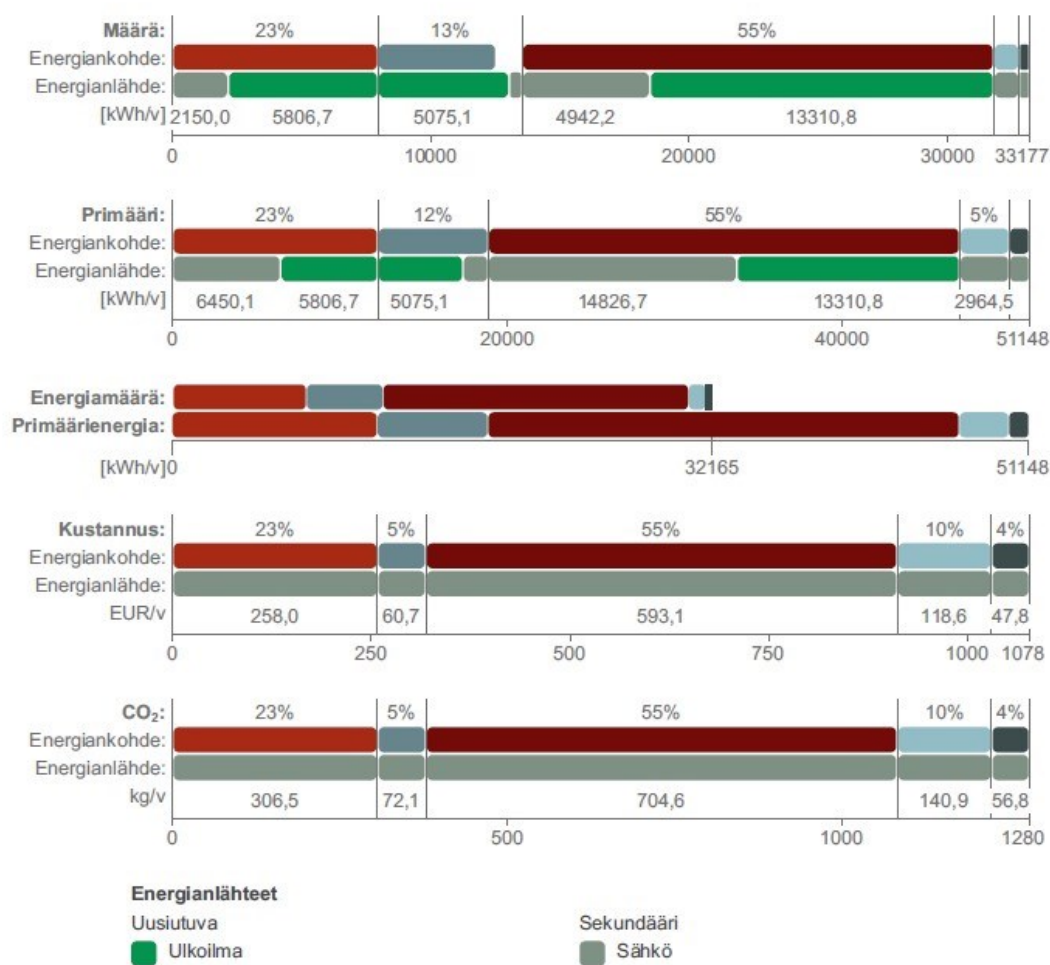 Määrä: 23% 13% 55%
Energiankohde:
Energianlähde:
[kWh/v] 2150,0 5806,7 5075,1 4942,2 13310,8
0 10000 20000 30000 33177
Primääri: 23% 12% 55% 5%
Energiankohde:
Energianlähde:
[kWh/v] 6450,1 5806,7 5075,1 14826,7 13310,8 2964,5
0 20000 40000 51148
Energiamäärä:
Primäärienergia:
[kWh/v] 0 32165 51148
Kustannus: 23% 5% 55% 10% 4%
Energiankohde:
Energianlähde:
EUR/v 258,0 60,7 593,1 118,6 47,8
0 250 500 750 1000 1078
CO₂: 23% 5% 55% 10% 4%
Energiankohde:
Energianlähde:
kg/v 306,5 72,1 704,6 140,9 56,8
0 500 1000 1280
Energianlähteet
Uusiutuva Sekundääri
Ulkoilma Sähkö